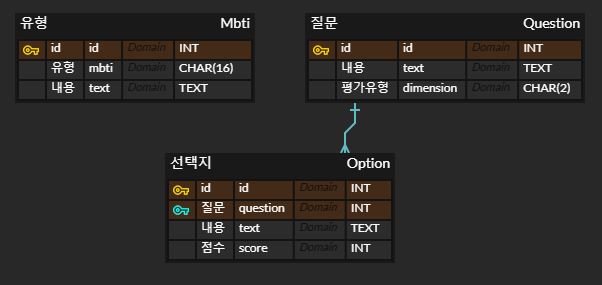 유형 Mbti
id id Domain INT
유형 mbti Domain CHAR(16)
내용 text Domain TEXT
질문 Question
id id Domain INT
내용 text Domain TEXT
평가유형 dimension Domain CHAR(2)
선택지 Option
id id Domain INT
질문 question Domain INT
내용 text Domain TEXT
점수 score Domain INT